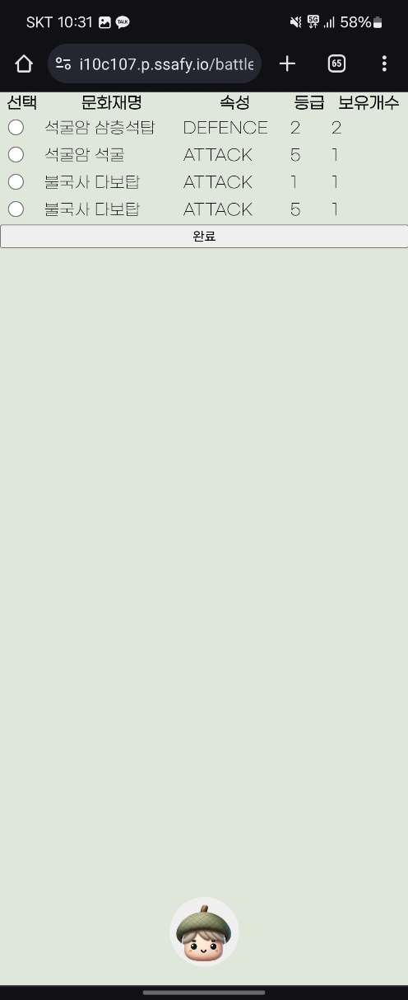 SKT 10:31 TALK 5G 58%
i10c107.p.ssafy.io/battle 65
선택 문화재명 속성 등급 보유개수
석굴암 삼층석탑 DEFENCE 2 2
석굴암 석굴 ATTACK 5 1
불국사 다보탑 ATTACK 1 1
불국사 다보탑 ATTACK 5 1
완료